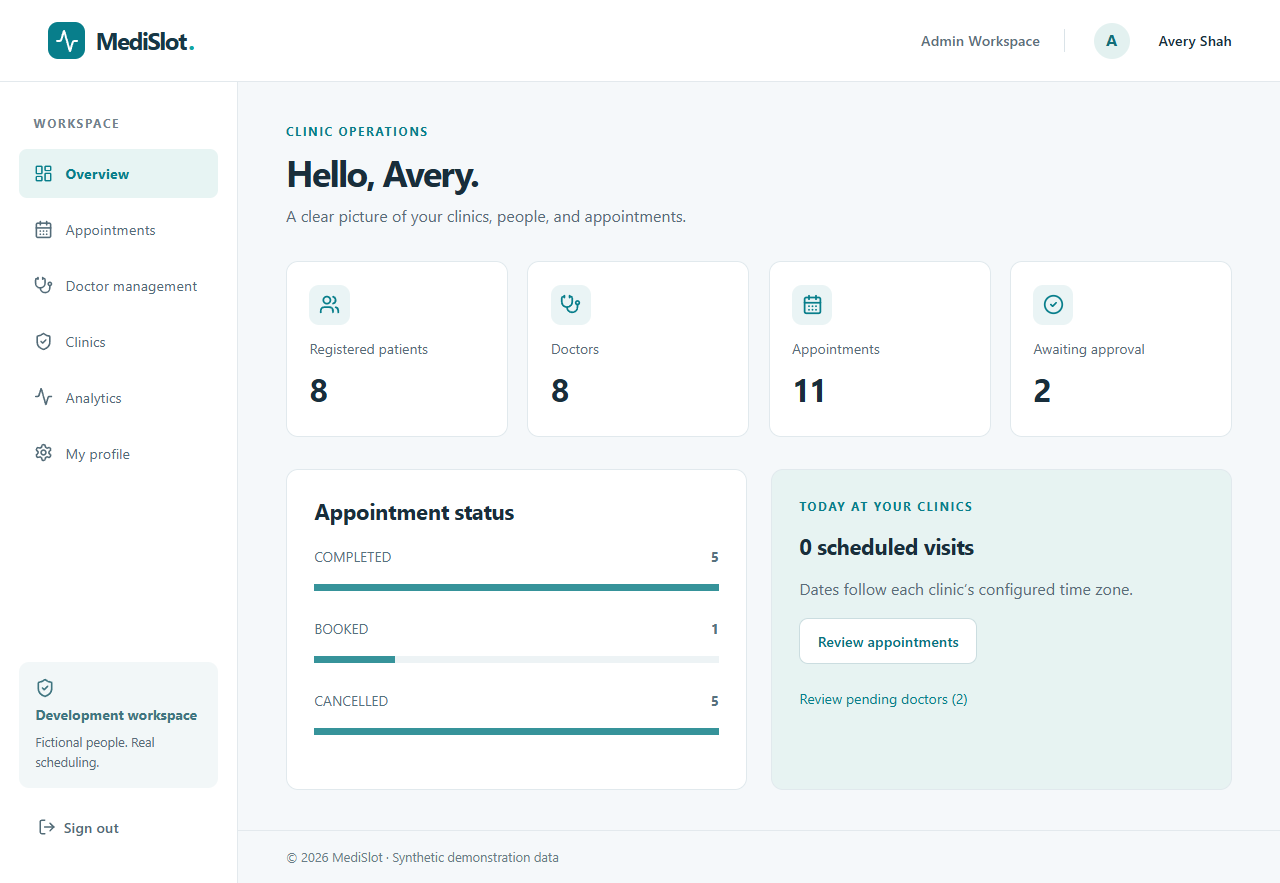 MediSlot.
Admin Workspace
A
Avery Shah
WORKSPACE
Overview
Appointments
Doctor management
Clinics
Analytics
My profile
Development workspace
Fictional people. Real
scheduling.
Sign out
CLINIC OPERATIONS
Hello, Avery.
A clear picture of your clinics, people, and appointments.
Registered patients
8
Doctors
8
Appointments
11
Awaiting approval
2
Appointment status
COMPLETED 5
BOOKED 1
CANCELLED 5
TODAY AT YOUR CLINICS
0 scheduled visits
Dates follow each clinic’s configured time zone.
Review appointments
Review pending doctors (2)
© 2026 MediSlot · Synthetic demonstration data